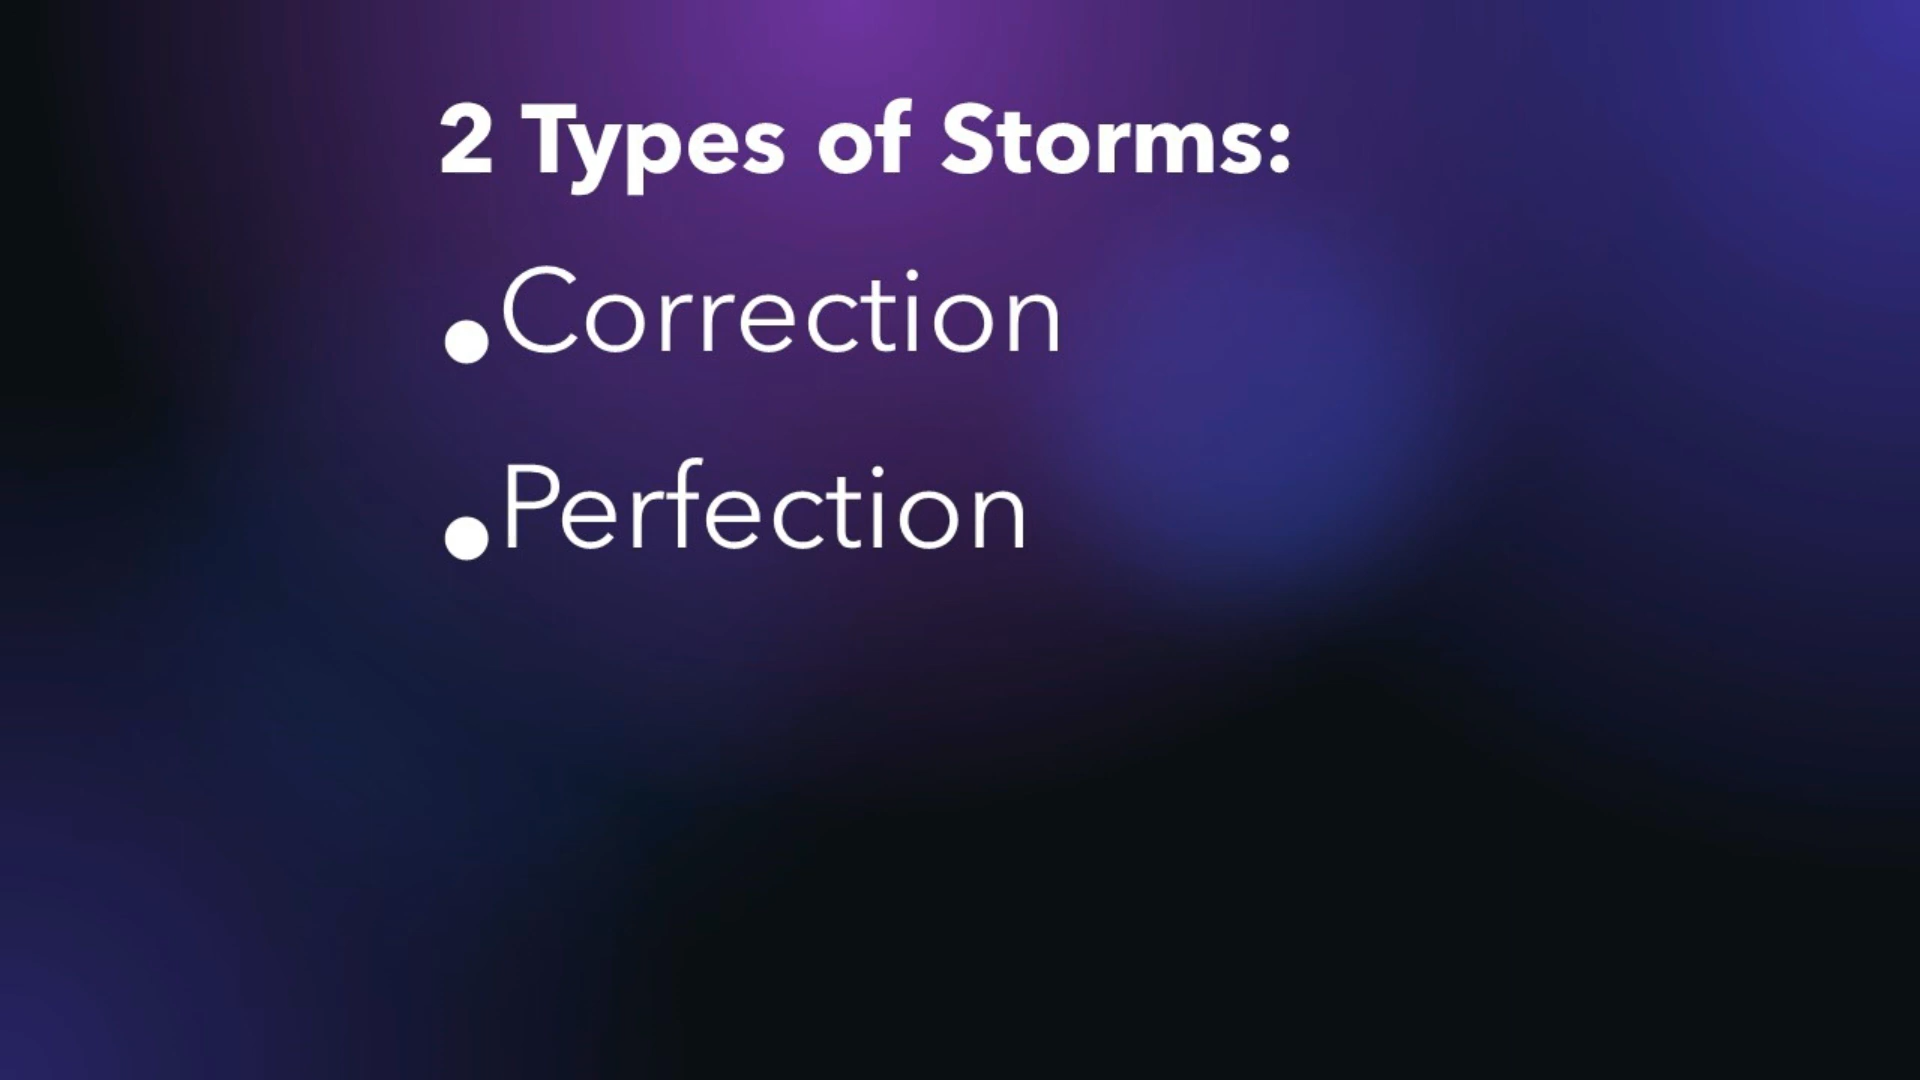 2 Types of Storms:
•Correction
•Perfection